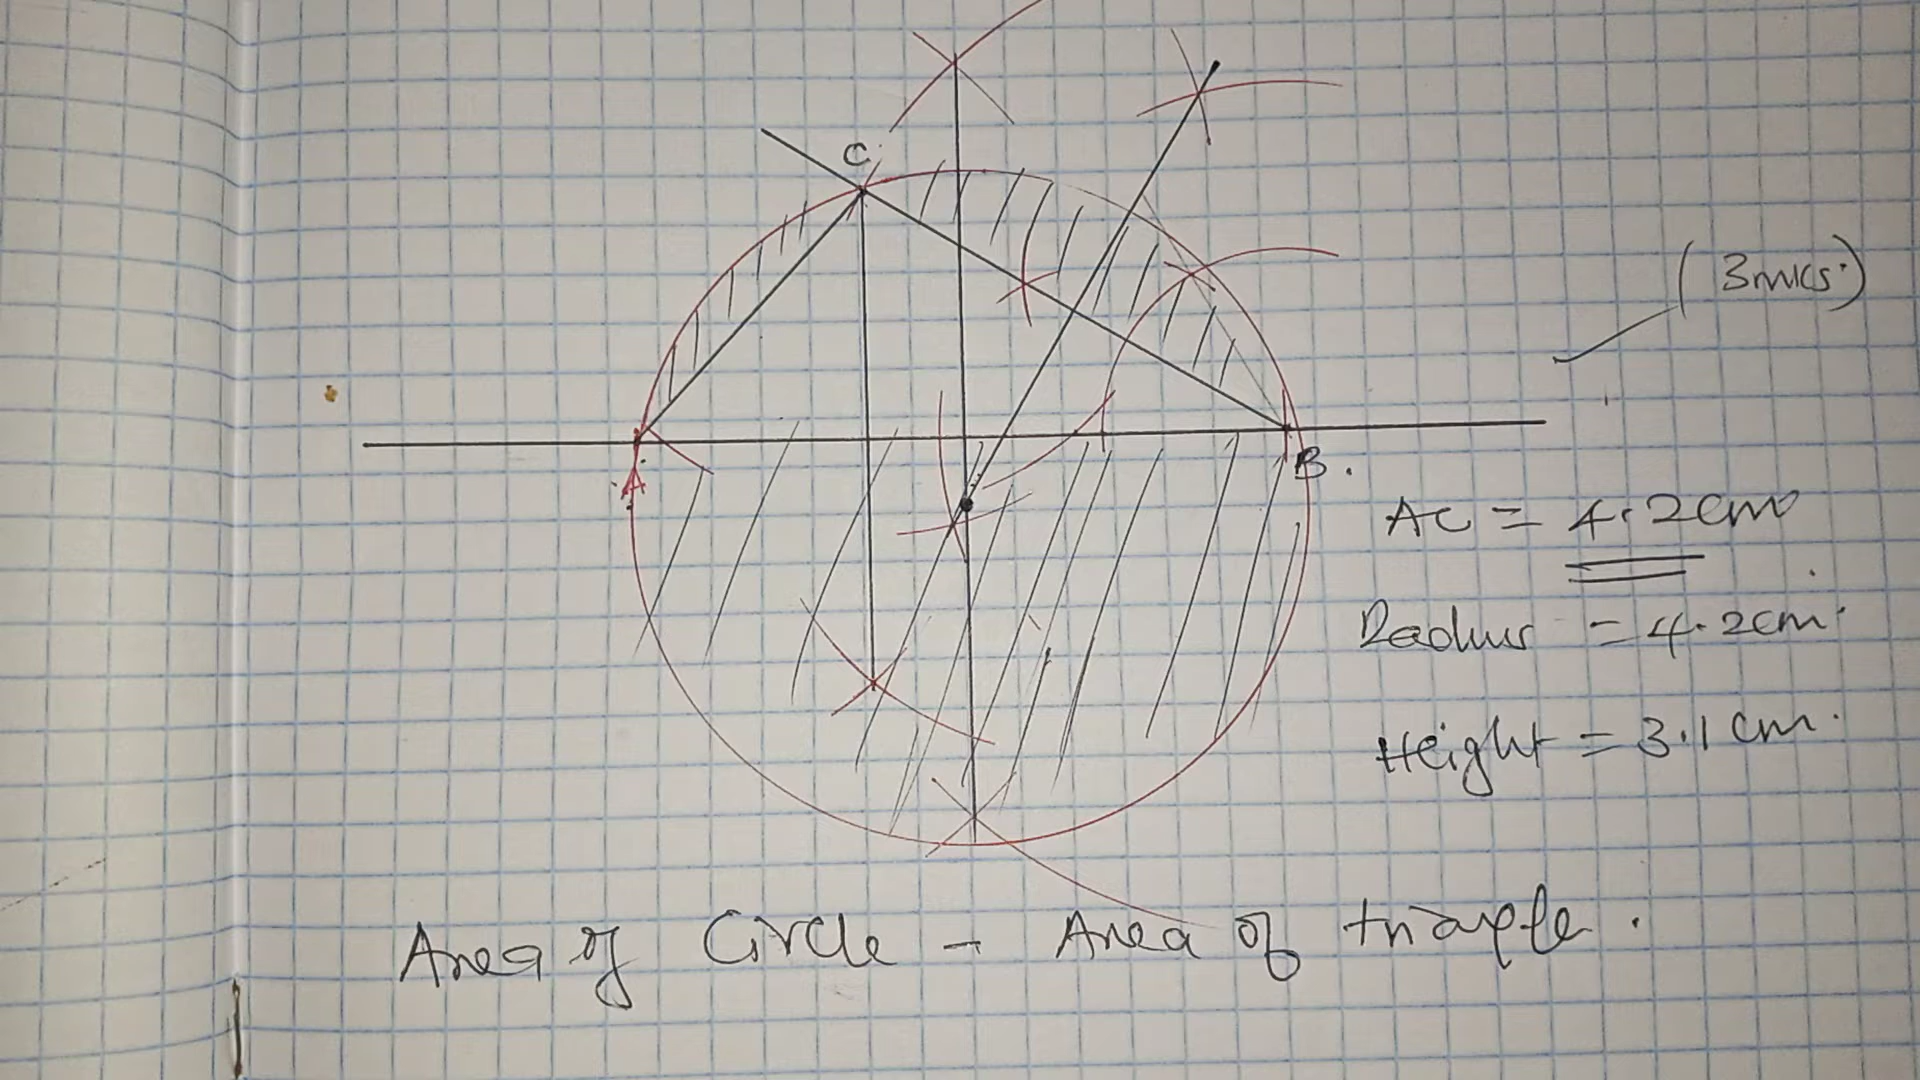 C
(3mks.)
A
B.
AC = 4.2cm
Radius = 4.2cm.
Height = 3.1 cm.
Area of Circle - Area of triangle.